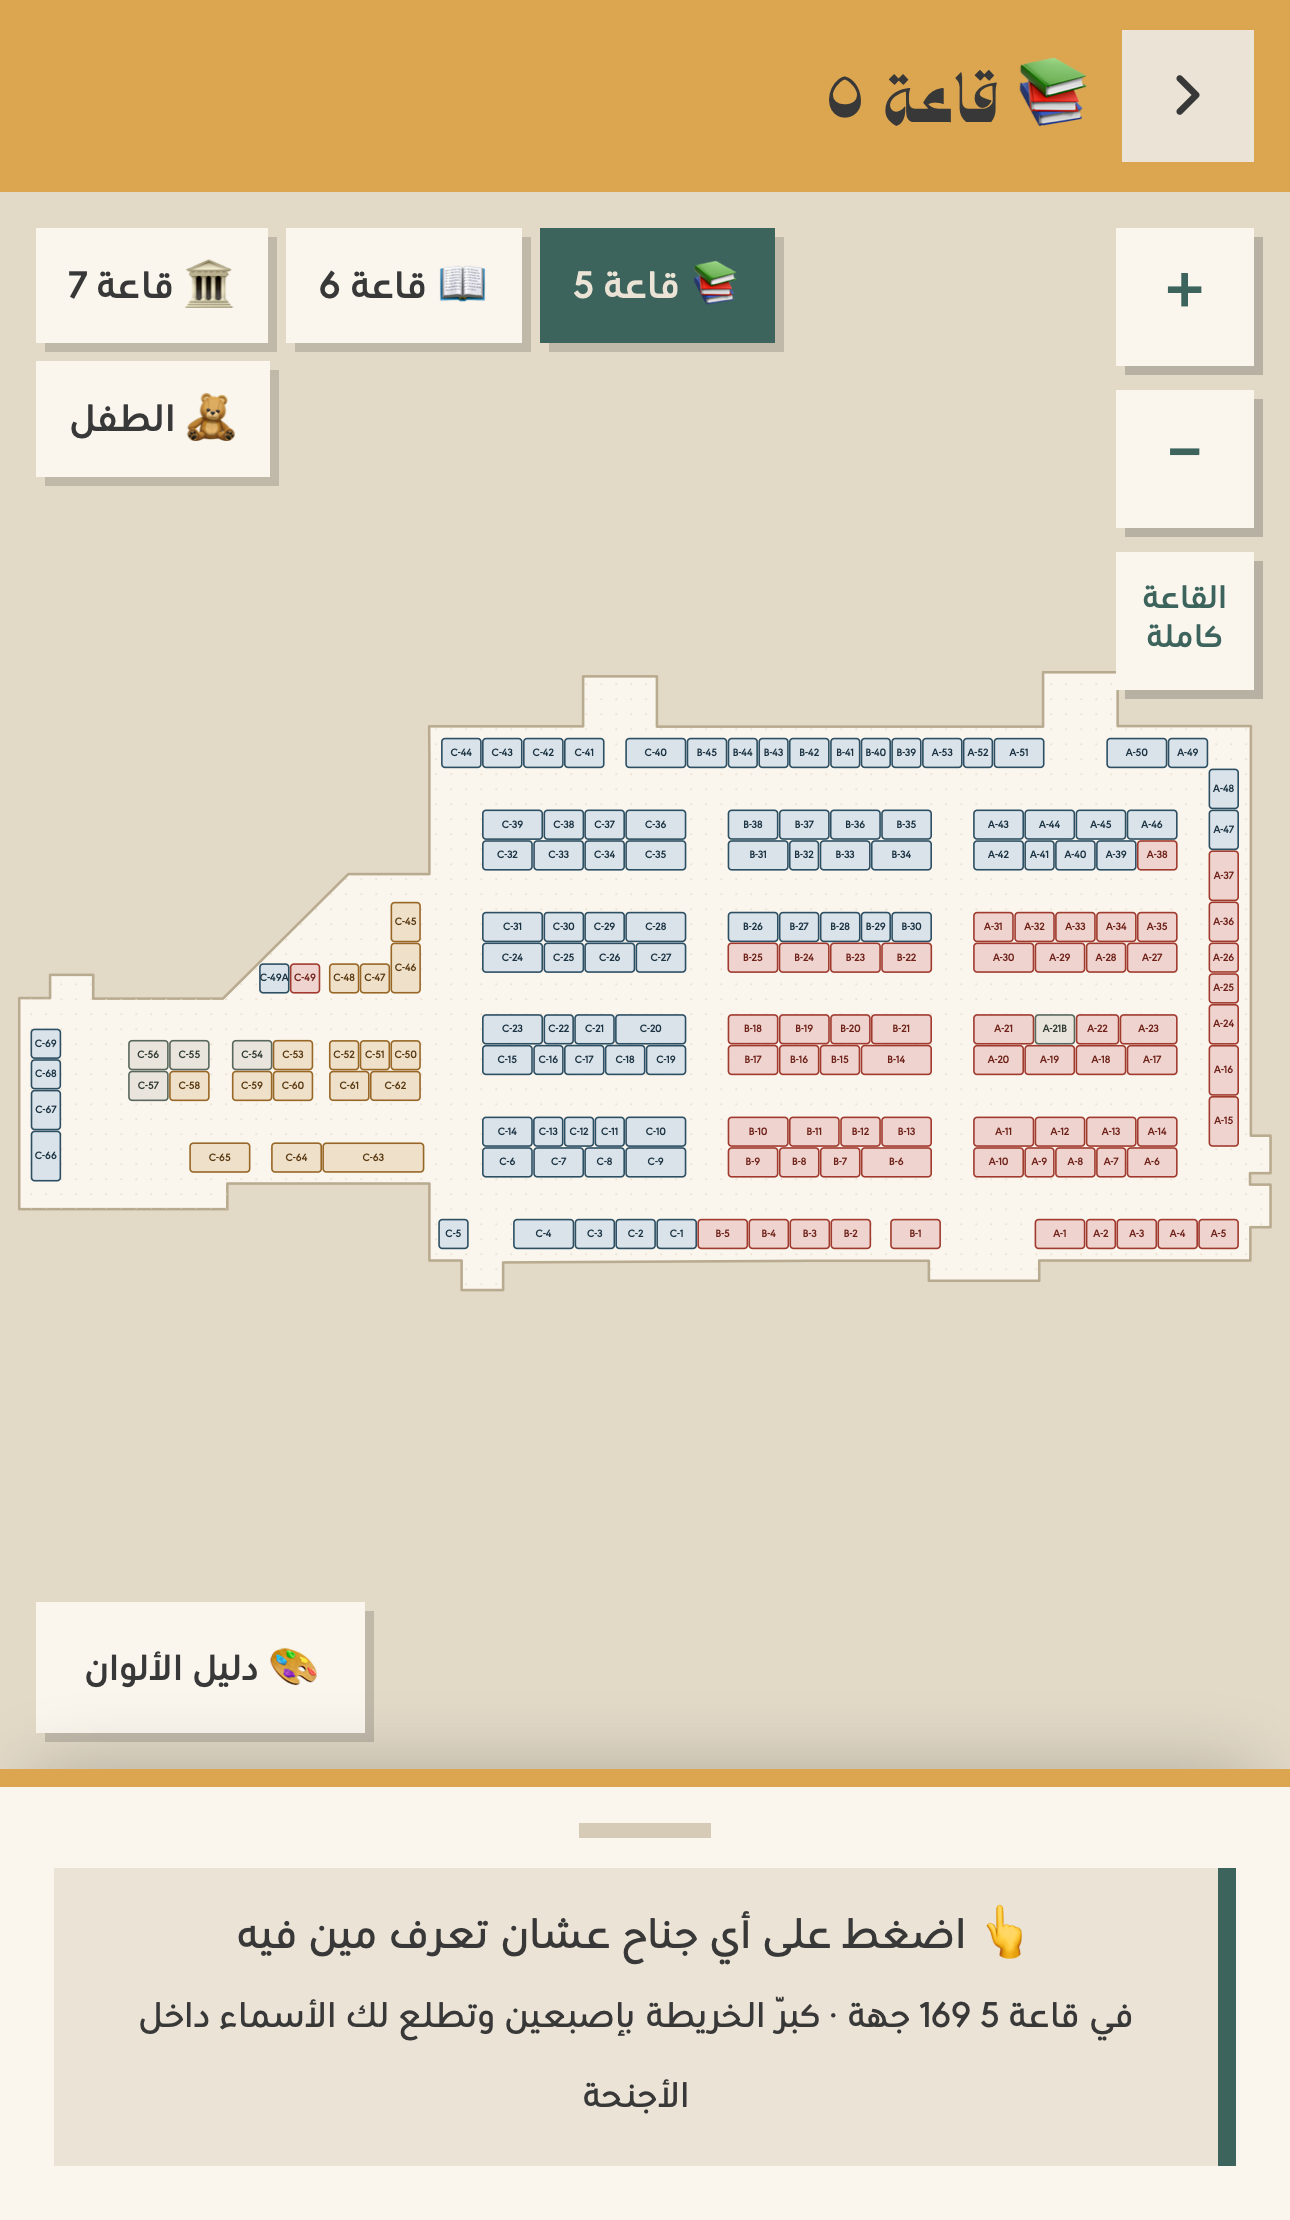 قاعة ٥
قاعة 5
قاعة 6
قاعة 7
الطفل
+
−
القاعة
كاملة
C-44 C-43 C-42 C-41 C-40 B-45 B-44 B-43 B-42 B-41 B-40 B-39 A-53 A-52 A-51 A-50 A-49
A-48
C-39 C-38 C-37 C-36 B-38 B-37 B-36 B-35 A-43 A-44 A-45 A-46 A-47
C-32 C-33 C-34 C-35 B-31 B-32 B-33 B-34 A-42 A-41 A-40 A-39 A-38
A-37
C-45 C-31 C-30 C-29 C-28 B-26 B-27 B-28 B-29 B-30 A-31 A-32 A-33 A-34 A-35 A-36
C-46 C-24 C-25 C-26 C-27 B-25 B-24 B-23 B-22 A-30 A-29 A-28 A-27 A-26
C-49A C-49 C-48 C-47 A-25
C-69 C-23 C-22 C-21 C-20 B-18 B-19 B-20 B-21 A-21 A-21B A-22 A-23 A-24
C-56 C-55 C-54 C-53 C-52 C-51 C-50 C-15 C-16 C-17 C-18 C-19 B-17 B-16 B-15 B-14 A-20 A-19 A-18 A-17
C-68 A-16
C-57 C-58 C-59 C-60 C-61 C-62
C-67 C-14 C-13 C-12 C-11 C-10 B-10 B-11 B-12 B-13 A-11 A-12 A-13 A-14 A-15
C-66 C-65 C-64 C-63 C-6 C-7 C-8 C-9 B-9 B-8 B-7 B-6 A-10 A-9 A-8 A-7 A-6
C-5 C-4 C-3 C-2 C-1 B-5 B-4 B-3 B-2 B-1 A-1 A-2 A-3 A-4 A-5
دليل الألوان
اضغط على أي جناح عشان تعرف مين فيه
في قاعة 5 169 جهة · كبّر الخريطة بإصبعين وتطلع لك الأسماء داخل
الأجنحة